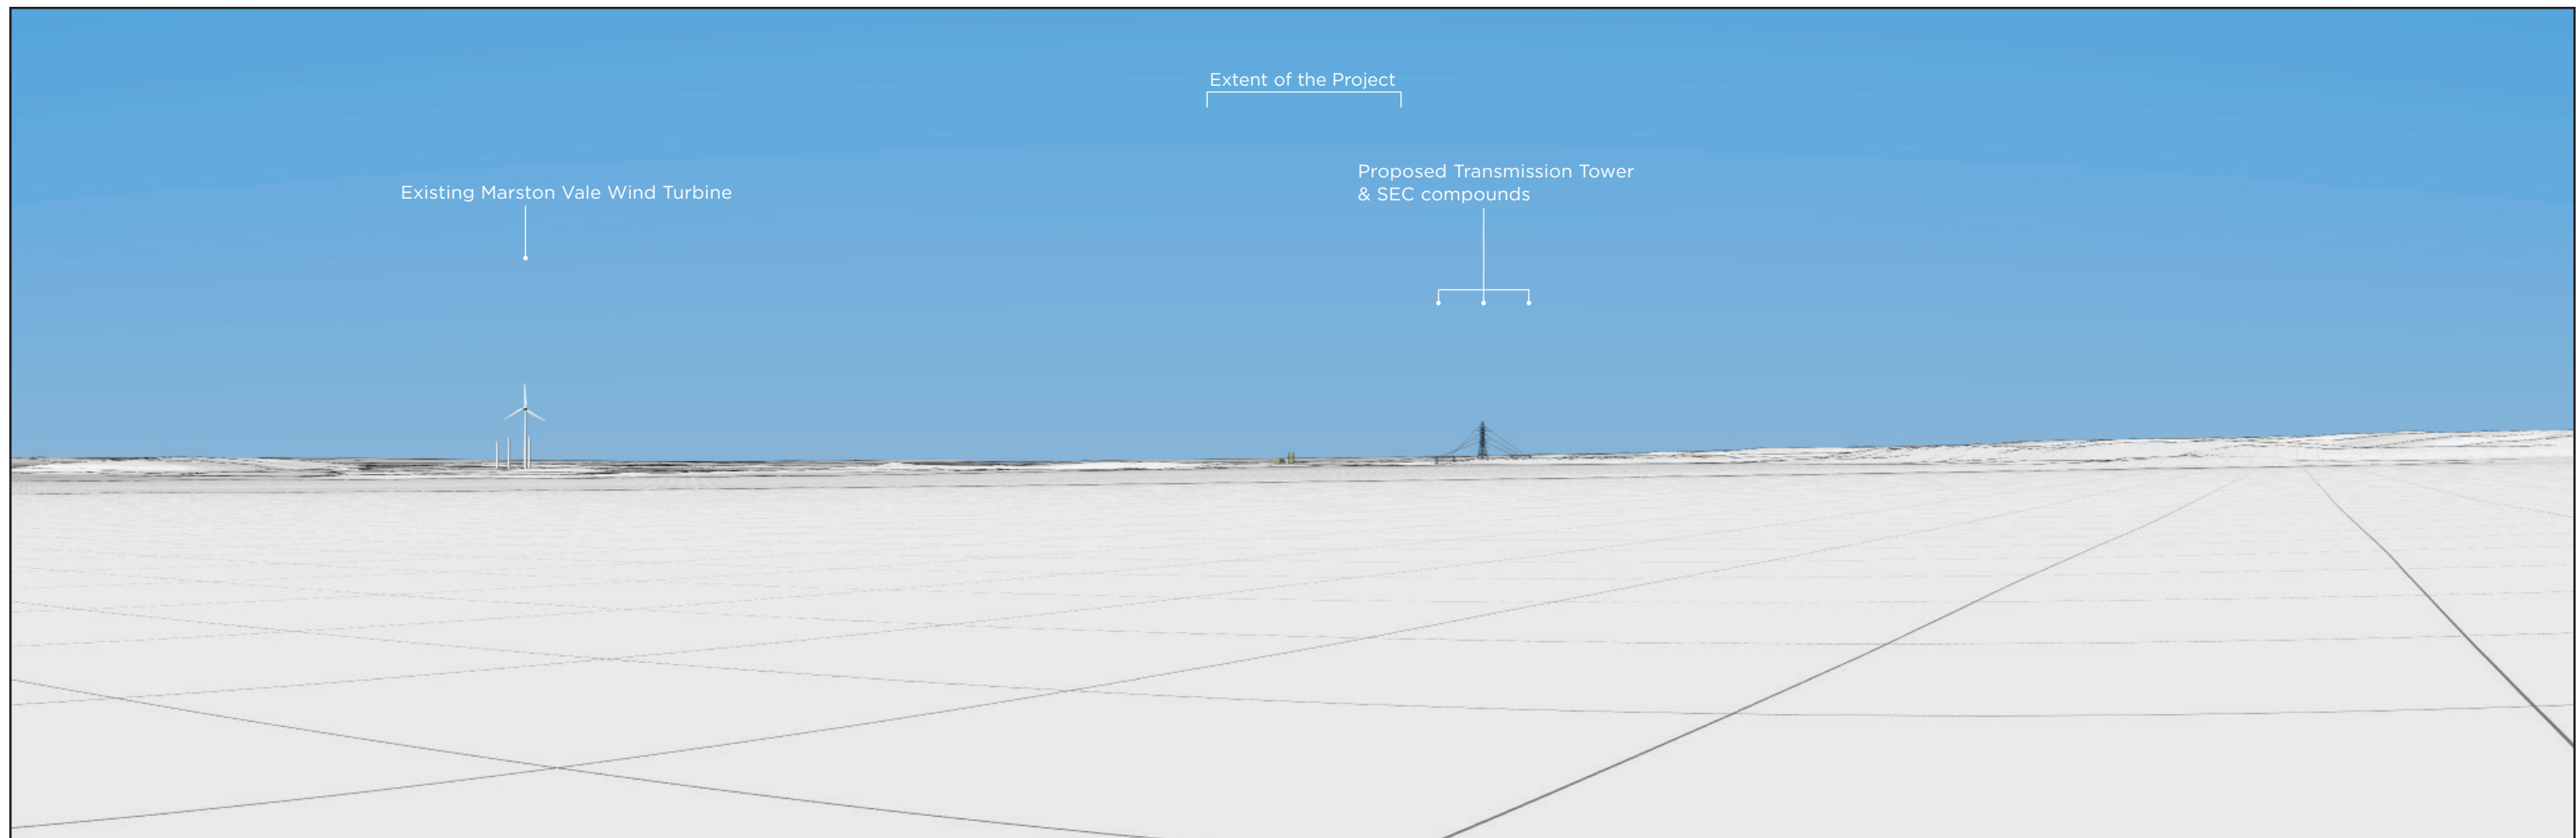 Extent of the Project
Proposed Transmission Tower
& SEC compounds
Existing Marston Vale Wind Turbine